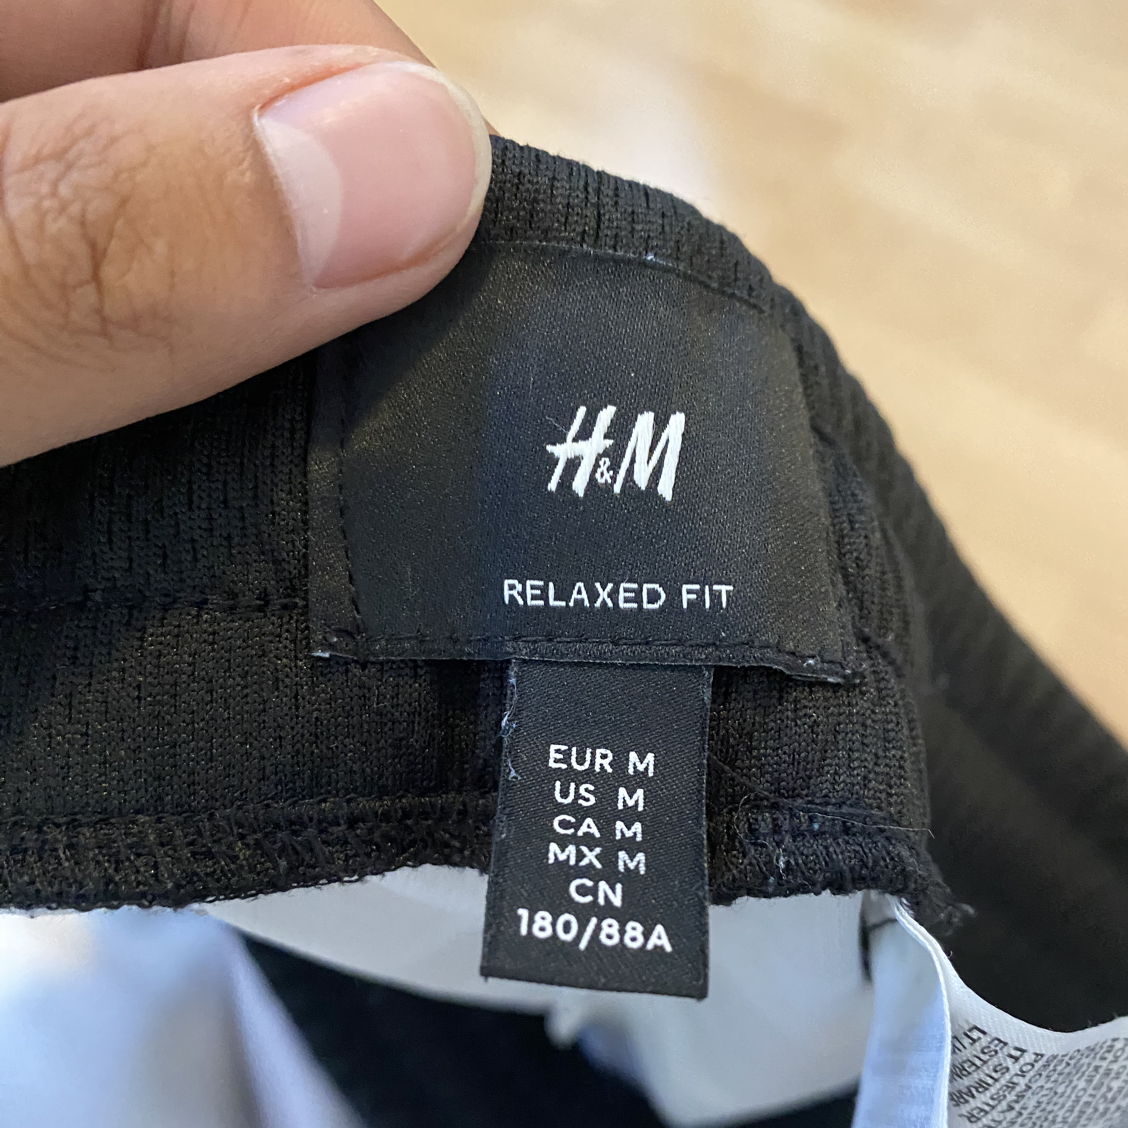 H&M
RELAXED FIT
EUR M
US M
CA M
MX M
CN
180/88A